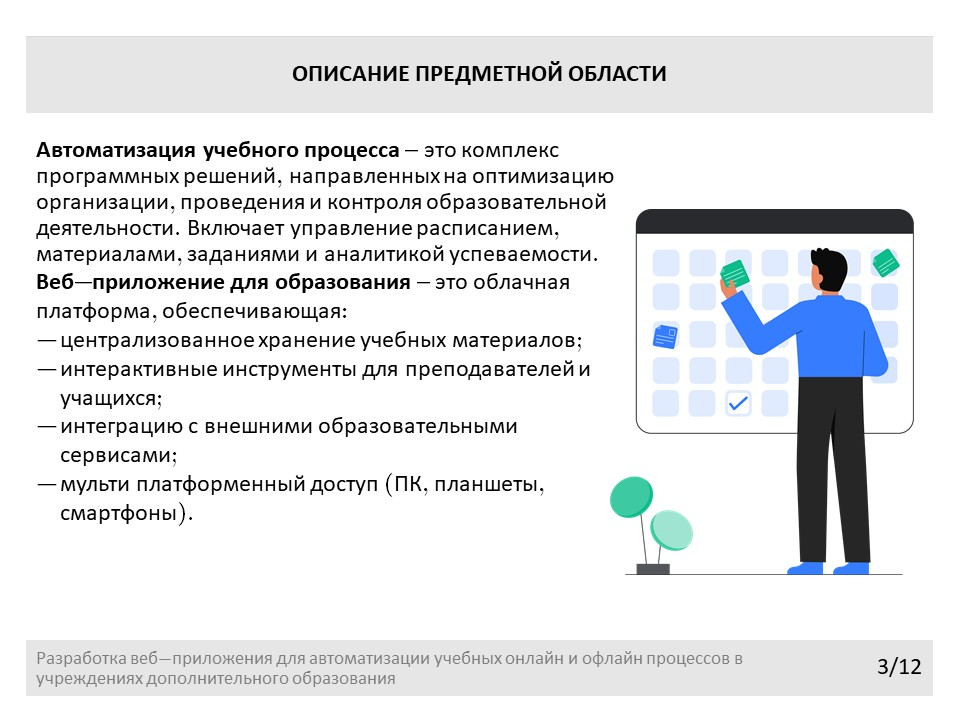 ОПИСАНИЕ ПРЕДМЕТНОЙ ОБЛАСТИ
Автоматизация учебного процесса – это комплекс
программных решений, направленных на оптимизацию
организации, проведения и контроля образовательной
деятельности. Включает управление расписанием,
материалами, заданиями и аналитикой успеваемости.
Веб—приложение для образования – это облачная
платформа, обеспечивающая:
— централизованное хранение учебных материалов;
— интерактивные инструменты для преподавателей и
учащихся;
— интеграцию с внешними образовательными
сервисами;
— мульти платформенный доступ (ПК, планшеты,
смартфоны).
Разработка веб—приложения для автоматизации учебных онлайн и офлайн процессов в
учреждениях дополнительного образования
3/12